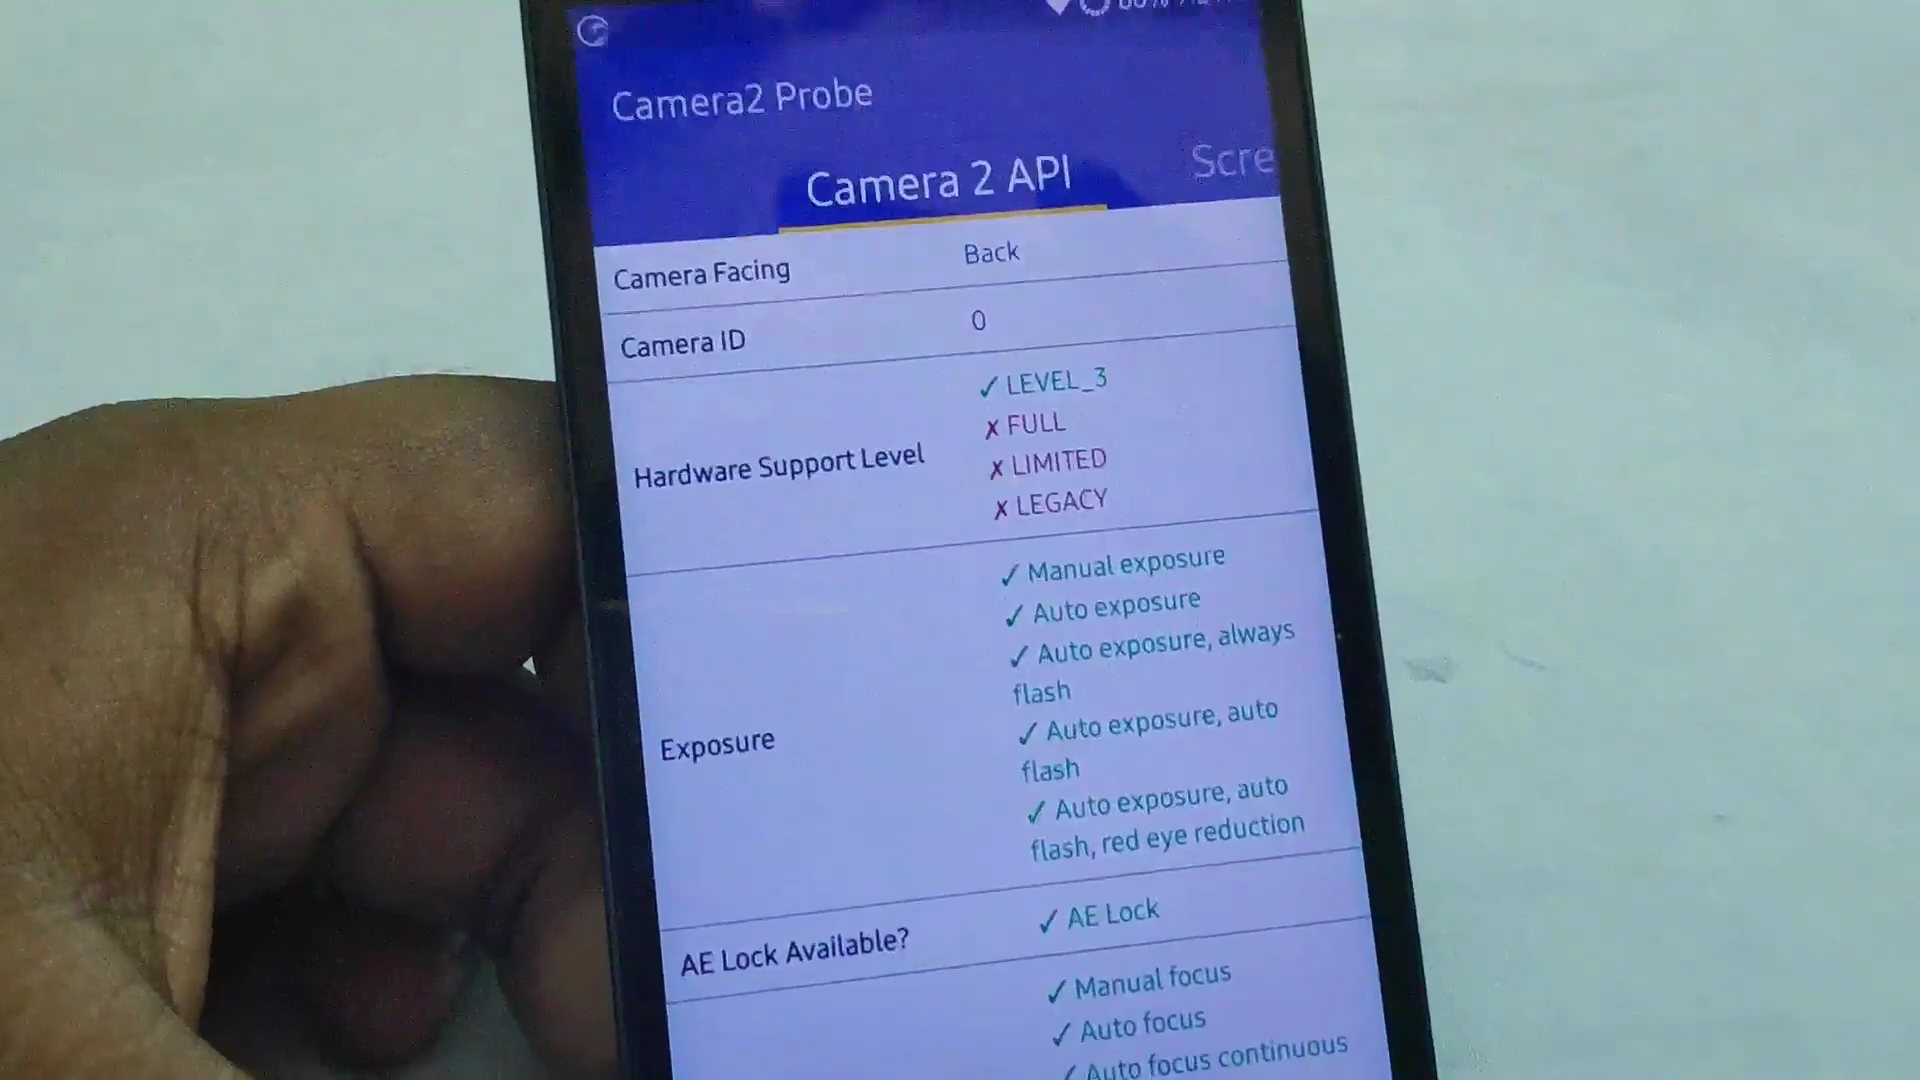 Camera2 Probe
Camera 2 API
Scre
Camera Facing Back
Camera ID 0
Hardware Support Level
✓ LEVEL_3
✗ FULL
✗ LIMITED
✗ LEGACY
Exposure
✓ Manual exposure
✓ Auto exposure
✓ Auto exposure, always
flash
✓ Auto exposure, auto
flash
✓ Auto exposure, auto
flash, red eye reduction
AE Lock Available? ✓ AE Lock
✓ Manual focus
✓ Auto focus
✓ Auto focus continuous